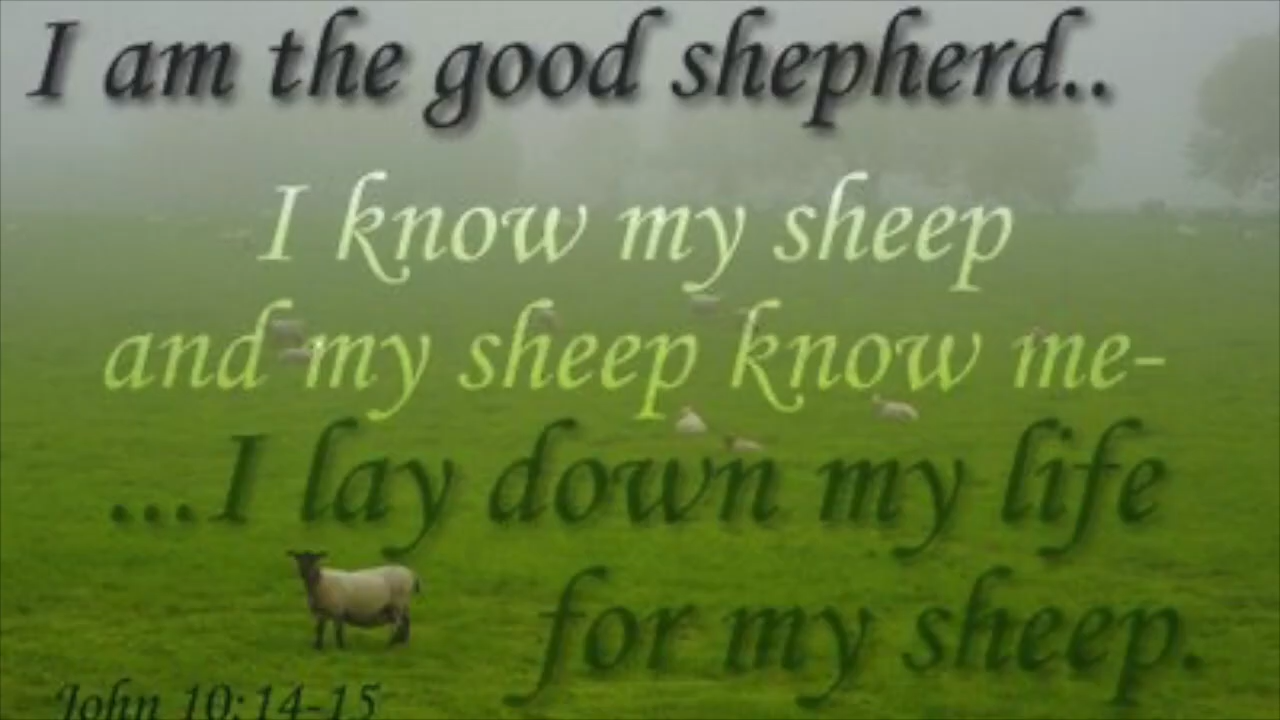 I am the good shepherd..
I know my sheep
and my sheep know me-
...I lay down my life
for my sheep.
John 10:14-15